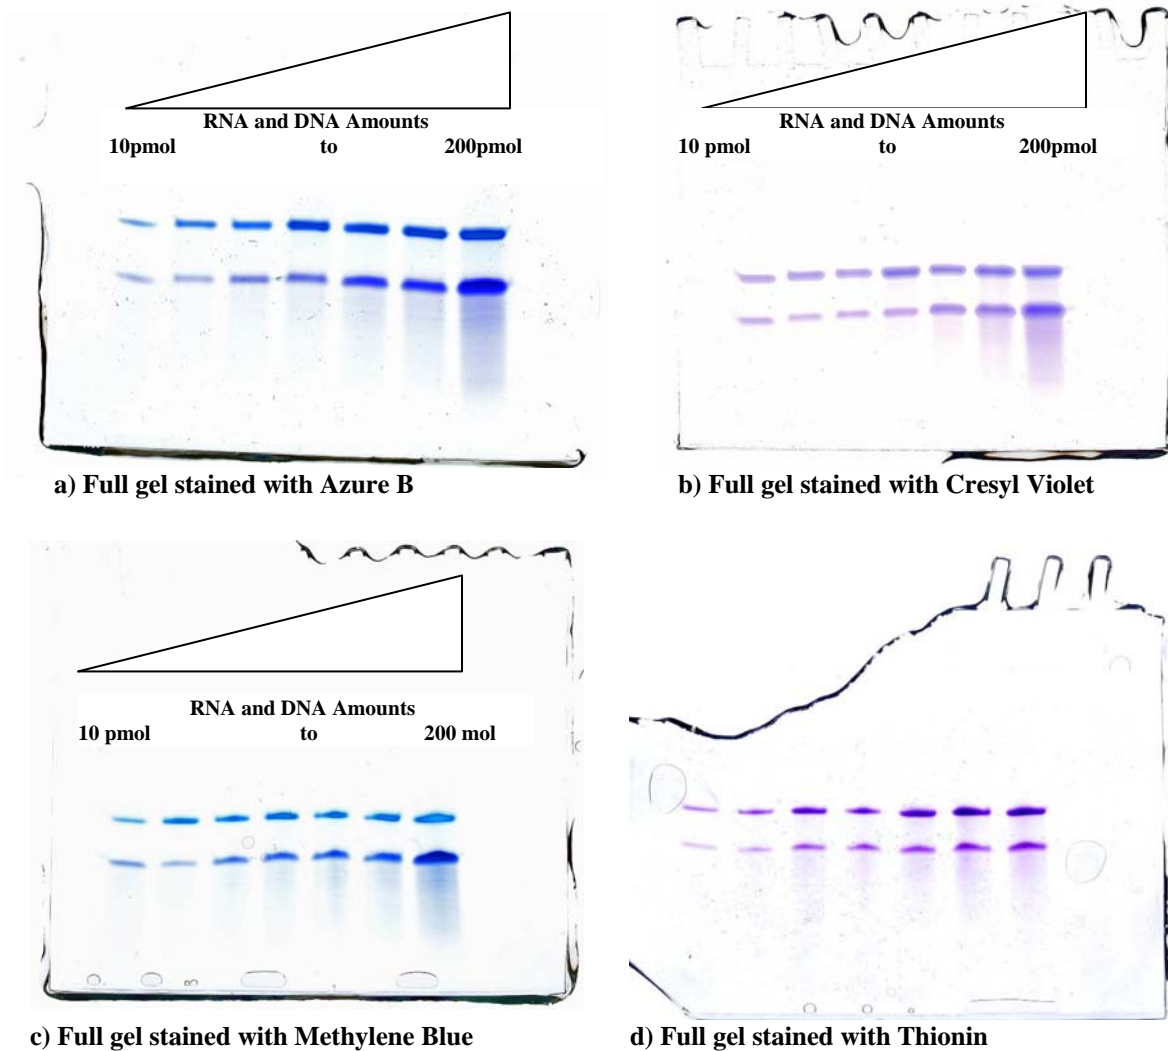 RNA and DNA Amounts
10pmol to 200pmol
RNA and DNA Amounts
10 pmol to 200pmol
a) Full gel stained with Azure B
b) Full gel stained with Cresyl Violet
RNA and DNA Amounts
10 pmol to 200 mol
c) Full gel stained with Methylene Blue
d) Full gel stained with Thionin